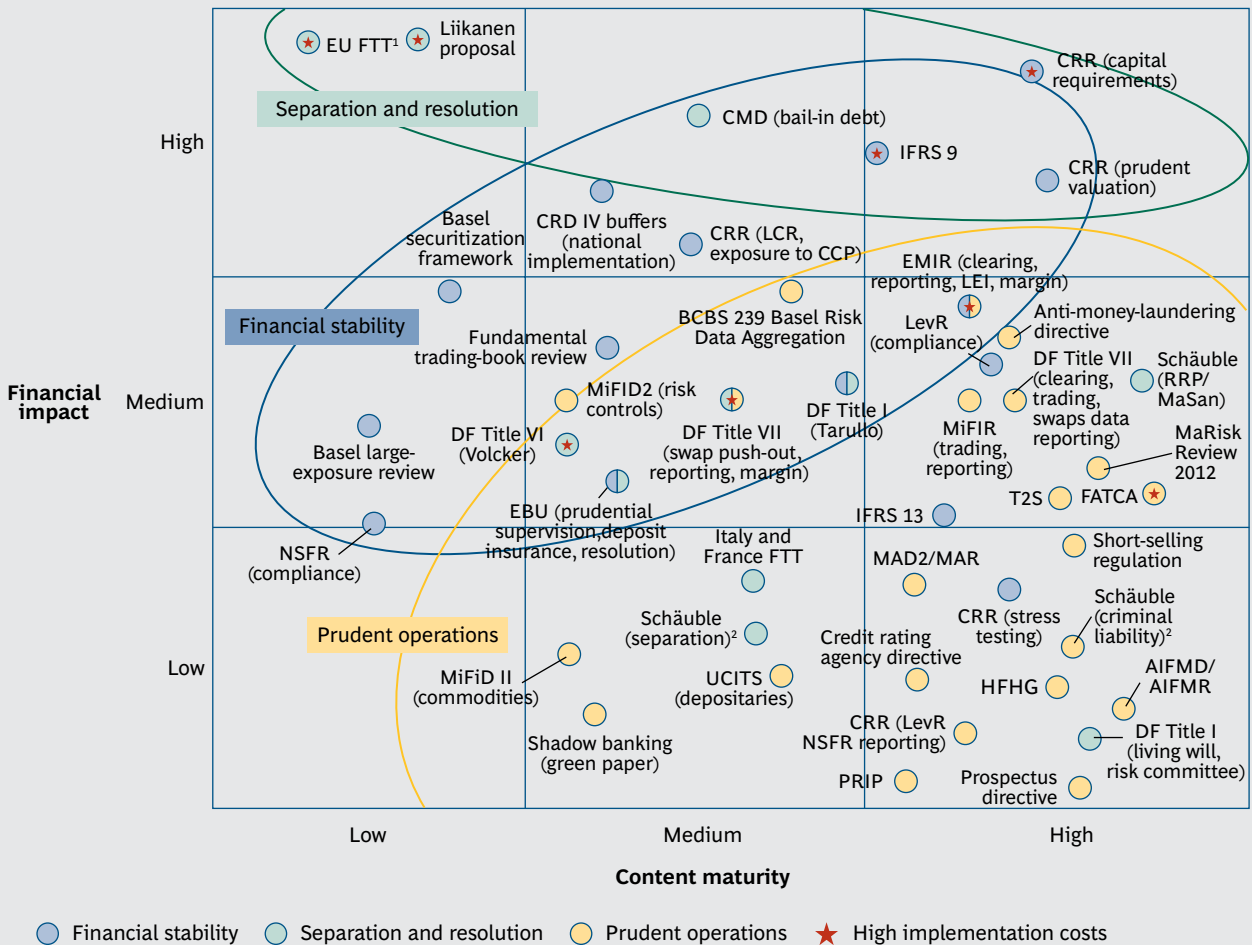 EU FTT¹
Liikanen
proposal
CRR (capital
requirements)
Separation and resolution
CMD (bail-in debt)
High
IFRS 9
CRR (prudent
valuation)
Basel
securitization
framework
CRD IV buffers
(national
implementation)
CRR (LCR,
exposure to CCP)
EMIR (clearing,
reporting, LEI, margin)
Financial stability
Fundamental
trading-book review
BCBS 239 Basel Risk
Data Aggregation
LevR
(compliance)
Anti-money-laundering
directive
DF Title VII
(clearing,
trading,
swaps data
reporting)
Schäuble
(RRP/
MaSan)
Financial
impact
Medium
MiFID2 (risk
controls)
DF Title I
(Tarullo)
DF Title VI
(Volcker)
DF Title VII
(swap push-out,
reporting, margin)
MiFIR
(trading,
reporting)
MaRisk
Review
2012
Basel large-
exposure review
T2S
FATCA
EBU (prudential
supervision,deposit
insurance, resolution)
IFRS 13
NSFR
(compliance)
Italy and
France FTT
MAD2/MAR
Short-selling
regulation
CRR (stress
testing)
Schäuble
(criminal
liability)²
Prudent operations
Schäuble
(separation)²
Credit rating
agency directive
Low
MiFiD II
(commodities)
UCITS
(depositaries)
HFHG
AIFMD/
AIFMR
Shadow banking
(green paper)
CRR (LevR
NSFR reporting)
DF Title I
(living will,
risk committee)
PRIP
Prospectus
directive
Low
Medium
High
Content maturity
Financial stability
Separation and resolution
Prudent operations
High implementation costs